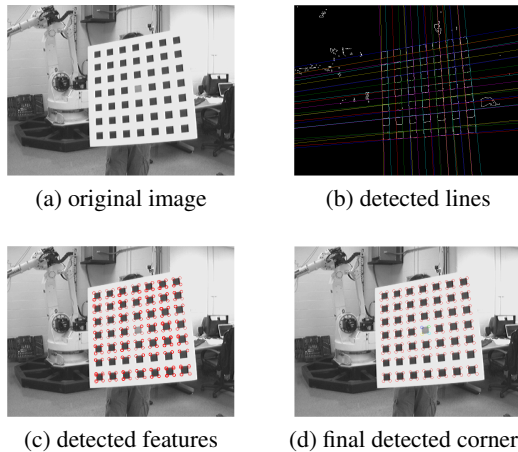 (a) original image
(b) detected lines
(c) detected features
(d) final detected corner